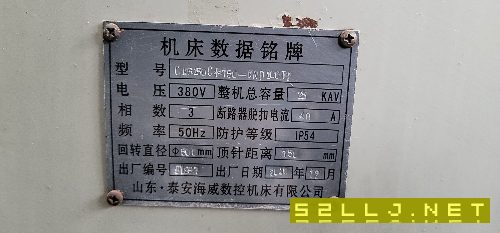 机床数据铭牌
型号
电压 380V 整机总容量 KAV
相数 3 断路器脱扣电流 A
频率 50Hz 防护等级 IP54
回转直径 mm 顶针距离 mm
出厂编号 出厂日期 年 月
山东·泰安海威数控机床有限公司
52LLJ.NET